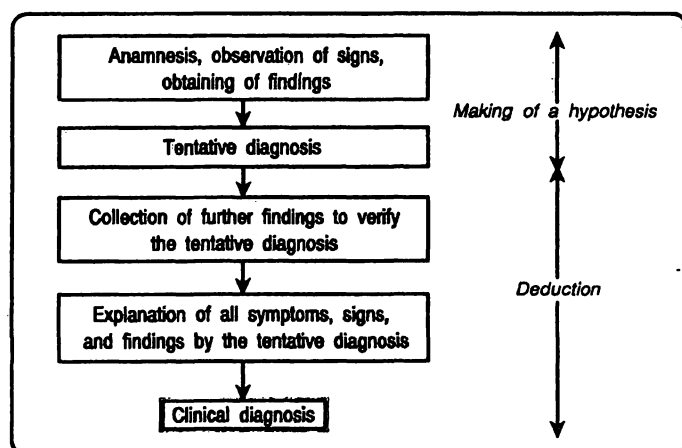 Anamnesis, observation of signs,
obtaining of findings
Making of a hypothesis
Tentative diagnosis
Collection of further findings to verify
the tentative diagnosis
Deduction
Explanation of all symptoms, signs,
and findings by the tentative diagnosis
Clinical diagnosis